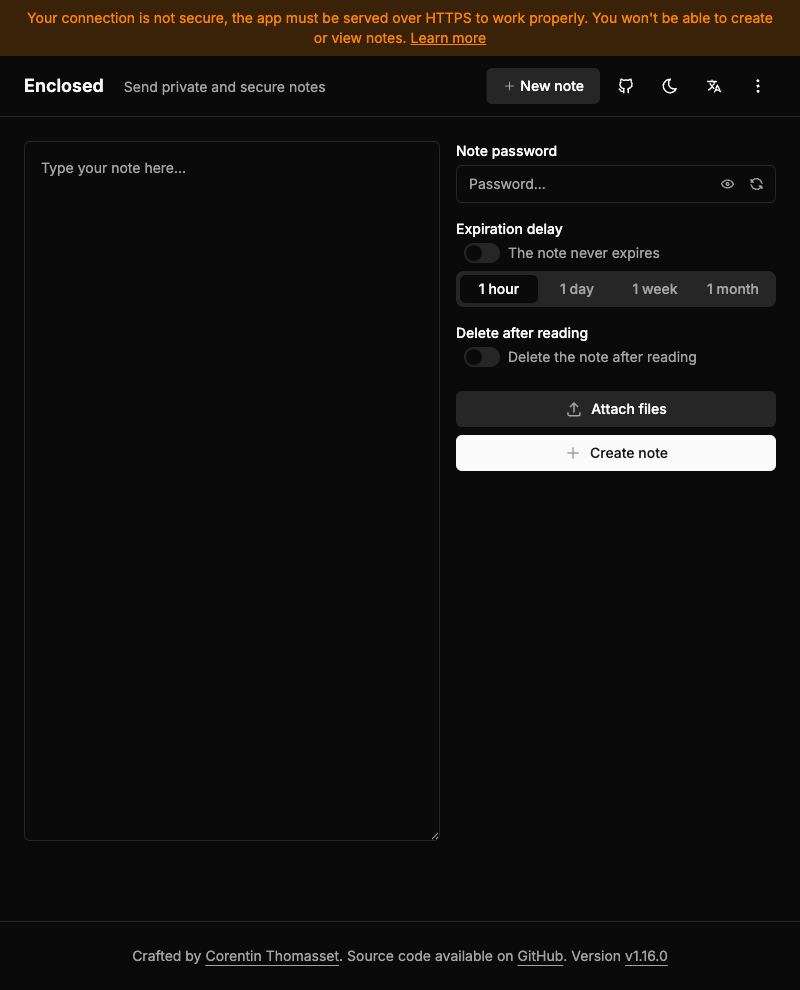 Your connection is not secure, the app must be served over HTTPS to work properly. You won't be able to create
or view notes. Learn more
Enclosed
Send private and secure notes
New note
Type your note here...
Note password
Password...
Expiration delay
The note never expires
1 hour
1 day
1 week
1 month
Delete after reading
Delete the note after reading
Attach files
Create note
Crafted by Corentin Thomasset. Source code available on GitHub. Version v1.16.0